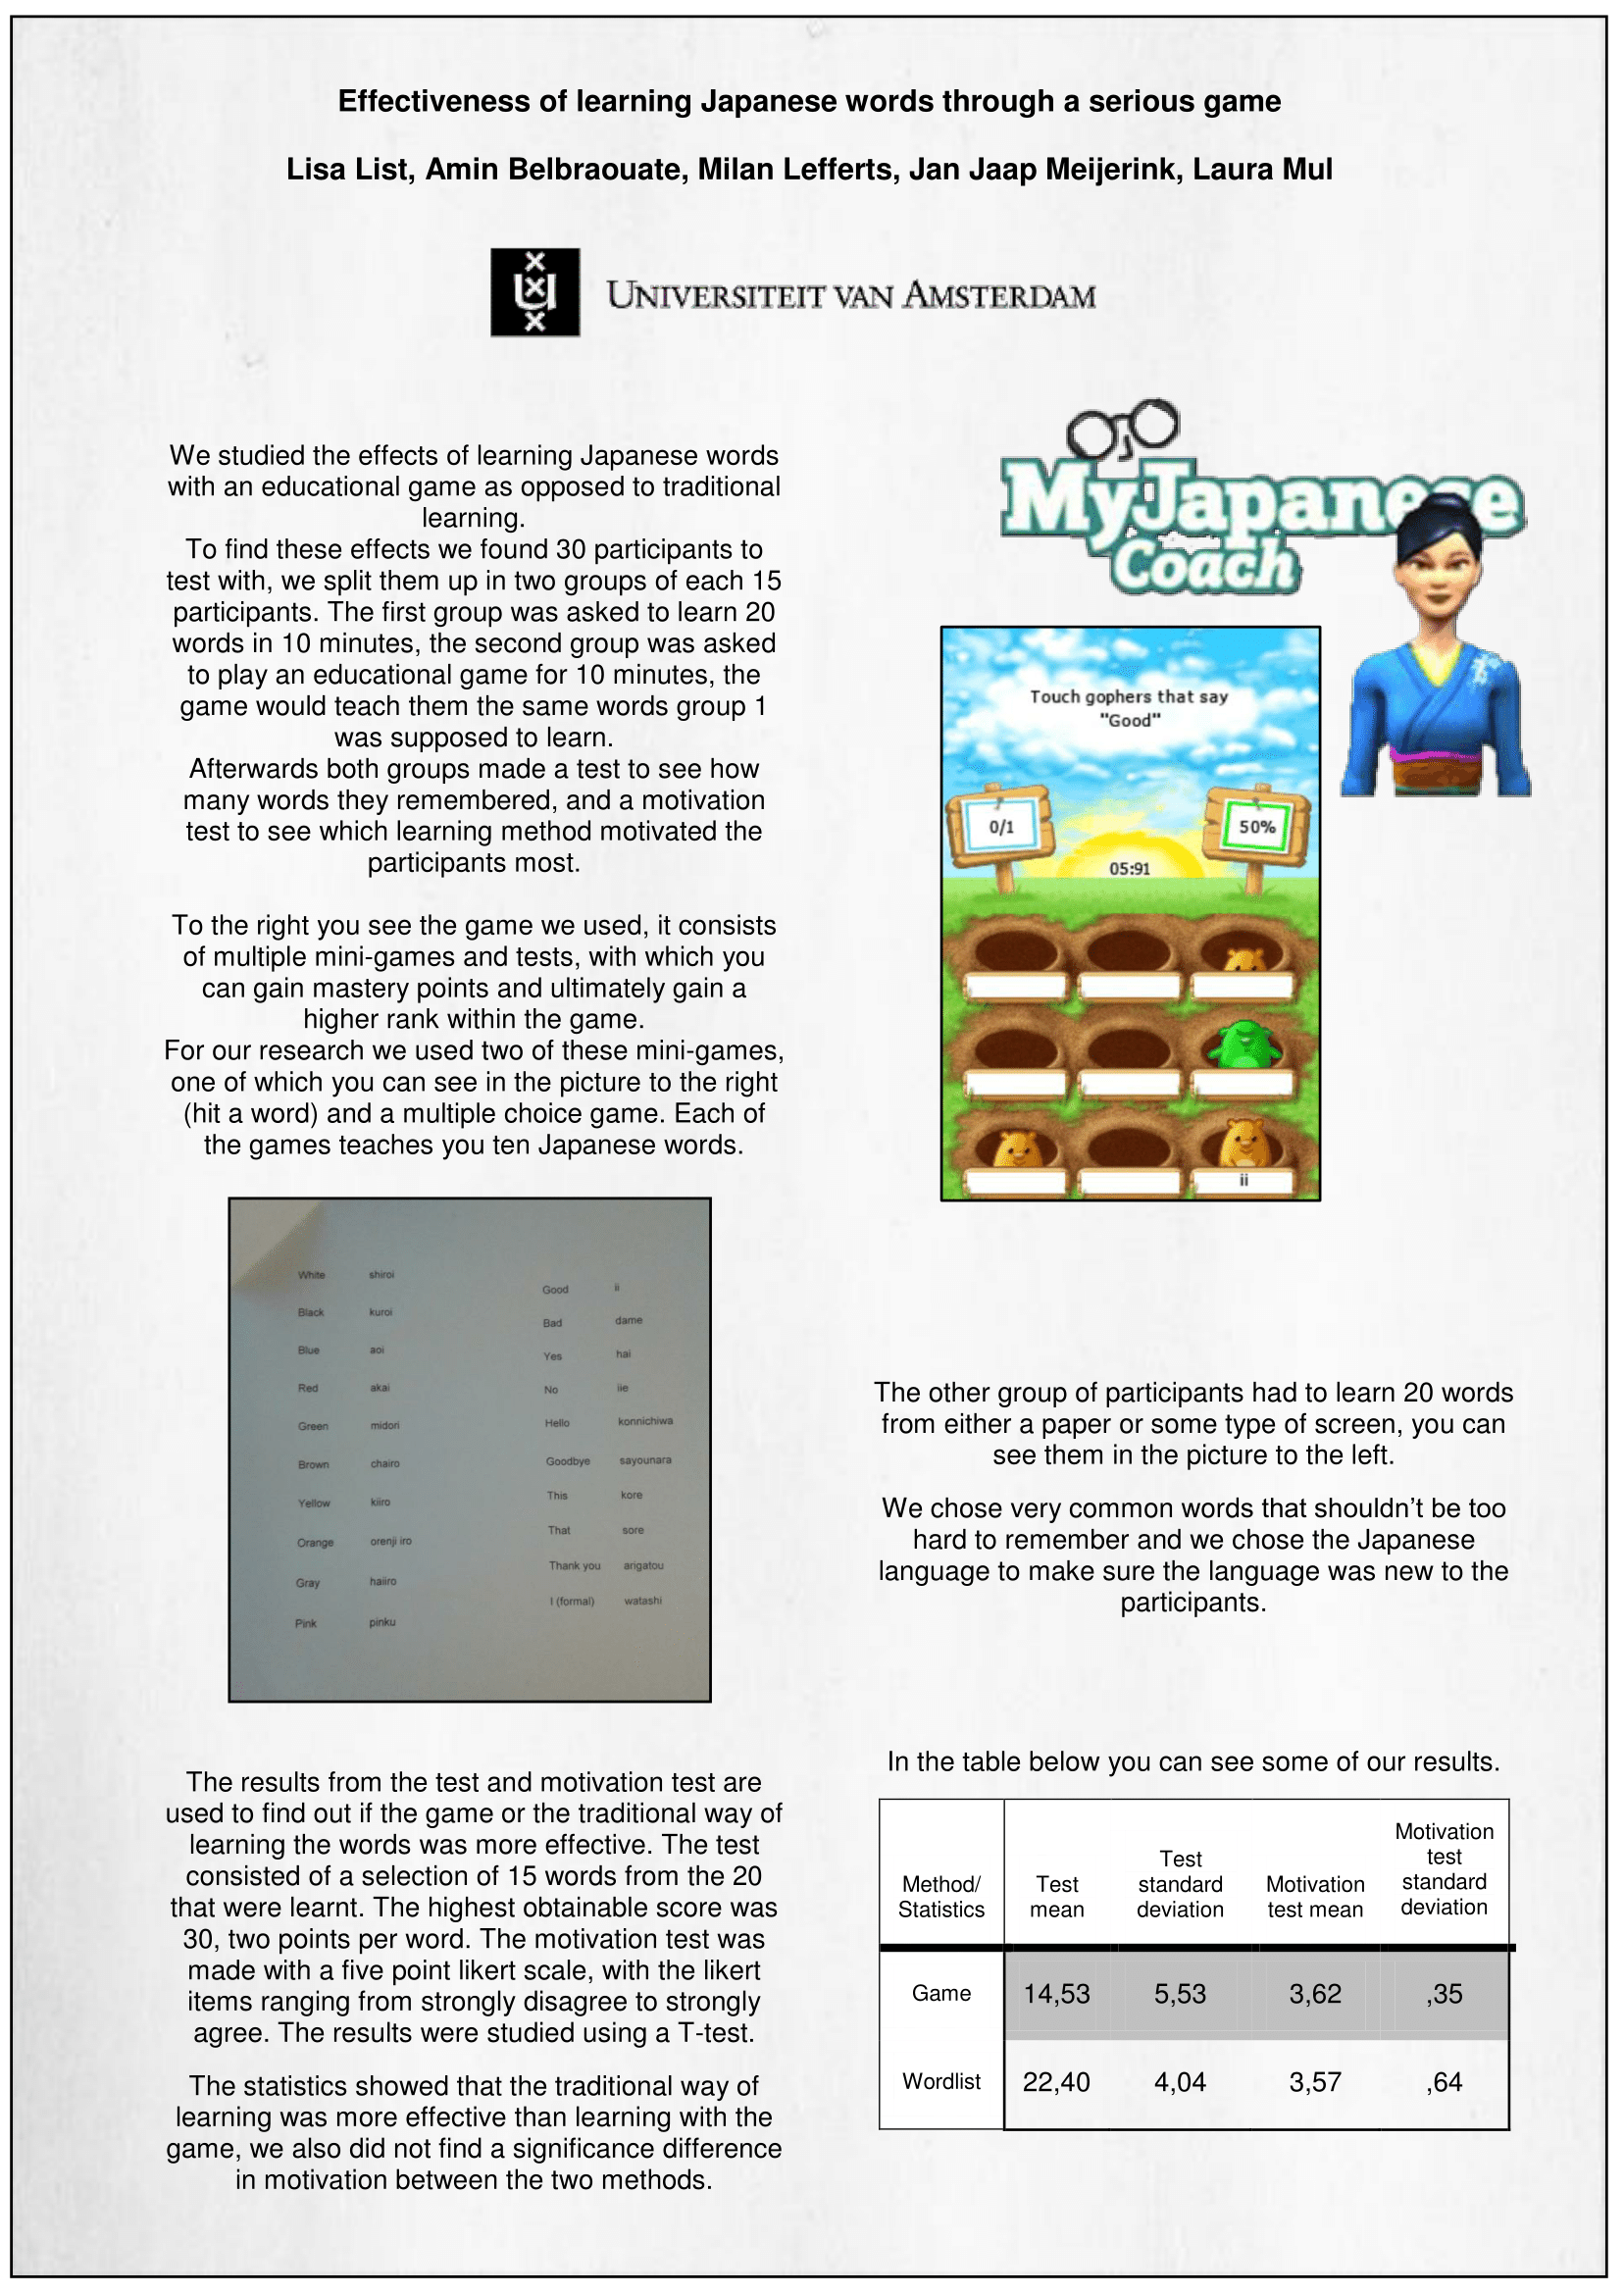 Effectiveness of learning Japanese words through a serious game
Lisa List, Amin Belbraouate, Milan Lefferts, Jan Jaap Meijerink, Laura Mul
UNIVERSITEIT VAN AMSTERDAM
We studied the effects of learning Japanese words
with an educational game as opposed to traditional
learning.
To find these effects we found 30 participants to
test with, we split them up in two groups of each 15
participants. The first group was asked to learn 20
words in 10 minutes, the second group was asked
to play an educational game for 10 minutes, the
game would teach them the same words group 1
was supposed to learn.
Afterwards both groups made a test to see how
many words they remembered, and a motivation
test to see which learning method motivated the
participants most.
To the right you see the game we used, it consists
of multiple mini-games and tests, with which you
can gain mastery points and ultimately gain a
higher rank within the game.
For our research we used two of these mini-games,
one of which you can see in the picture to the right
(hit a word) and a multiple choice game. Each of
the games teaches you ten Japanese words.
My Japanese
Coach
Touch gophers that say
"Good"
0/1
50%
05:91
ii
White shiroi
Black kuroi
Blue aoi
Red akai
Green midori
Brown chairo
Yellow kiiro
Orange orenji iro
Gray haiiro
Pink pinku
Good ii
Bad dame
Yes hai
No iie
Hello konnichiwa
Goodbye sayounara
This kore
That sore
Thank you arigatou
I (formal) watashi
The other group of participants had to learn 20 words
from either a paper or some type of screen, you can
see them in the picture to the left.
We chose very common words that shouldn't be too
hard to remember and we chose the Japanese
language to make sure the language was new to the
participants.
The results from the test and motivation test are
used to find out if the game or the traditional way of
learning the words was more effective. The test
consisted of a selection of 15 words from the 20
that were learnt. The highest obtainable score was
30, two points per word. The motivation test was
made with a five point likert scale, with the likert
items ranging from strongly disagree to strongly
agree. The results were studied using a T-test.
The statistics showed that the traditional way of
learning was more effective than learning with the
game, we also did not find a significance difference
in motivation between the two methods.
In the table below you can see some of our results.
Method/ Statistics Test mean Test standard deviation Motivation test mean Motivation test standard deviation
Game 14,53 5,53 3,62 ,35
Wordlist 22,40 4,04 3,57 ,64